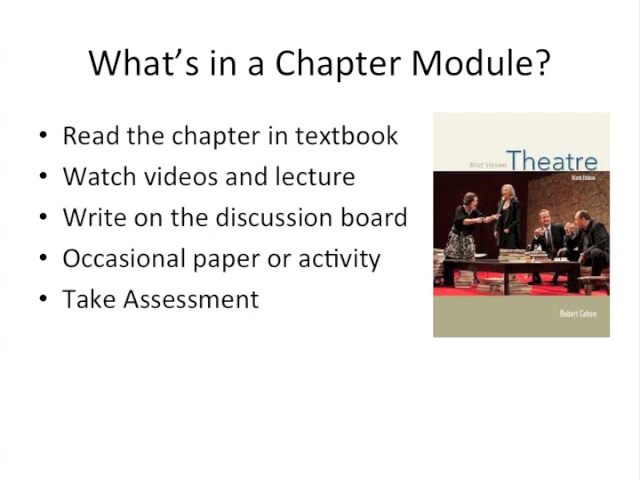 What's in a Chapter Module?
• Read the chapter in textbook
• Watch videos and lecture
• Write on the discussion board
• Occasional paper or activity
• Take Assessment
Brief Version Theatre
Ninth Edition
Robert Cohen